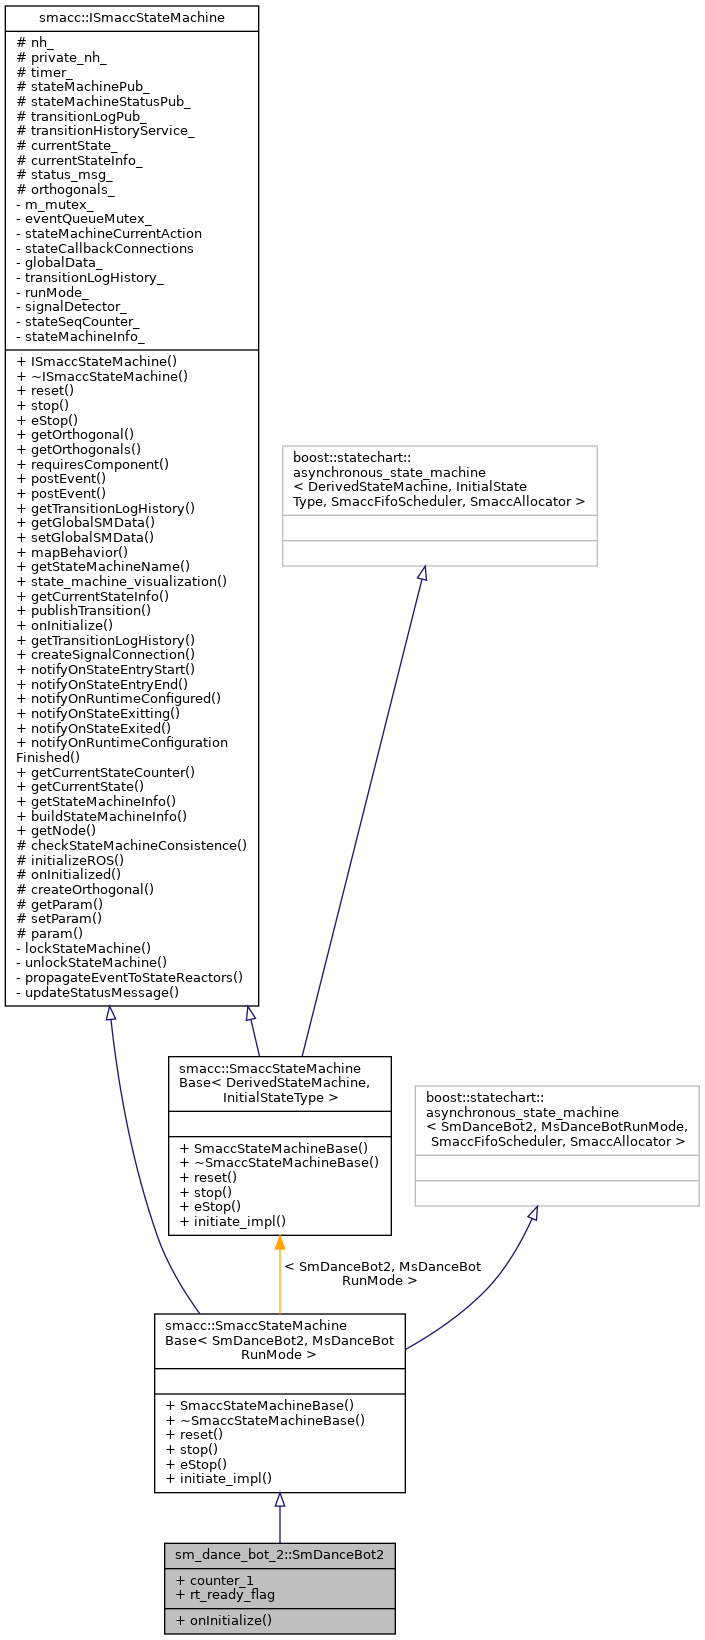 smacc::ISmaccStateMachine
# nh_
# private_nh_
# timer_
# stateMachinePub_
# stateMachineStatusPub_
# transitionLogPub_
# transitionHistoryService_
# currentState_
# currentStateInfo_
# status_msg_
# orthogonals_
- m_mutex_
- eventQueueMutex_
- stateMachineCurrentAction
- stateCallbackConnections
- globalData_
- transitionLogHistory_
- runMode_
- signalDetector_
- stateSeqCounter_
- stateMachineInfo_
+ ISmaccStateMachine()
+ ~ISmaccStateMachine()
+ reset()
+ stop()
+ eStop()
+ getOrthogonal()
+ getOrthogonals()
+ requiresComponent()
+ postEvent()
+ postEvent()
+ getTransitionLogHistory()
+ getGlobalSMData()
+ setGlobalSMData()
+ mapBehavior()
+ getStateMachineName()
+ state_machine_visualization()
+ getCurrentStateInfo()
+ publishTransition()
+ onInitialize()
+ getTransitionLogHistory()
+ createSignalConnection()
+ notifyOnStateEntryStart()
+ notifyOnStateEntryEnd()
+ notifyOnRuntimeConfigured()
+ notifyOnStateExitting()
+ notifyOnStateExited()
+ notifyOnRuntimeConfiguration
Finished()
+ getCurrentStateCounter()
+ getCurrentState()
+ getStateMachineInfo()
+ buildStateMachineInfo()
+ getNode()
# checkStateMachineConsistence()
# initializeROS()
# onInitialized()
# createOrthogonal()
# getParam()
# setParam()
# param()
- lockStateMachine()
- unlockStateMachine()
- propagateEventToStateReactors()
- updateStatusMessage()
boost::statechart::
asynchronous_state_machine
< DerivedStateMachine, InitialState
Type, SmaccFifoScheduler, SmaccAllocator >
smacc::SmaccStateMachine
Base< DerivedStateMachine,
InitialStateType >
+ SmaccStateMachineBase()
+ ~SmaccStateMachineBase()
+ reset()
+ stop()
+ eStop()
+ initiate_impl()
boost::statechart::
asynchronous_state_machine
< SmDanceBot2, MsDanceBotRunMode,
SmaccFifoScheduler, SmaccAllocator >
< SmDanceBot2, MsDanceBot
RunMode >
smacc::SmaccStateMachine
Base< SmDanceBot2, MsDanceBot
RunMode >
+ SmaccStateMachineBase()
+ ~SmaccStateMachineBase()
+ reset()
+ stop()
+ eStop()
+ initiate_impl()
sm_dance_bot_2::SmDanceBot2
+ counter_1
+ rt_ready_flag
+ onInitialize()